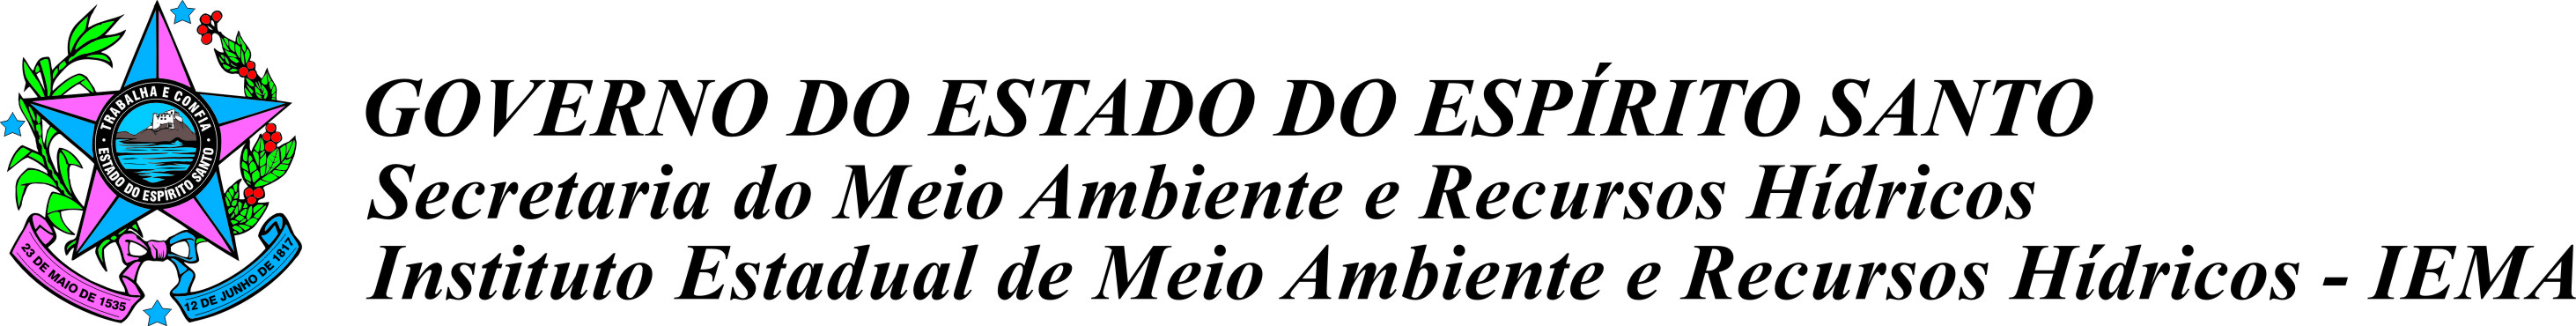 TRABALHA E CONFIA
ESTADO DO ESPÍRITO SANTO
23 DE MAIO DE 1535
12 DE JUNHO DE 1817
GOVERNO DO ESTADO DO ESPÍRITO SANTO
Secretaria do Meio Ambiente e Recursos Hídricos
Instituto Estadual de Meio Ambiente e Recursos Hídricos - IEMA